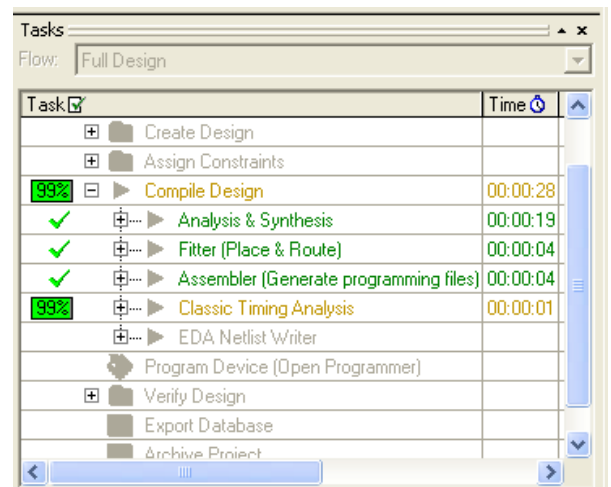 Tasks
Flow: Full Design
Task Time
Create Design
Assign Constraints
99% Compile Design 00:00:28
Analysis & Synthesis 00:00:19
Fitter (Place & Route) 00:00:04
Assembler (Generate programming files) 00:00:04
99% Classic Timing Analysis 00:00:01
EDA Netlist Writer
Program Device (Open Programmer)
Verify Design
Export Database
Archive Project